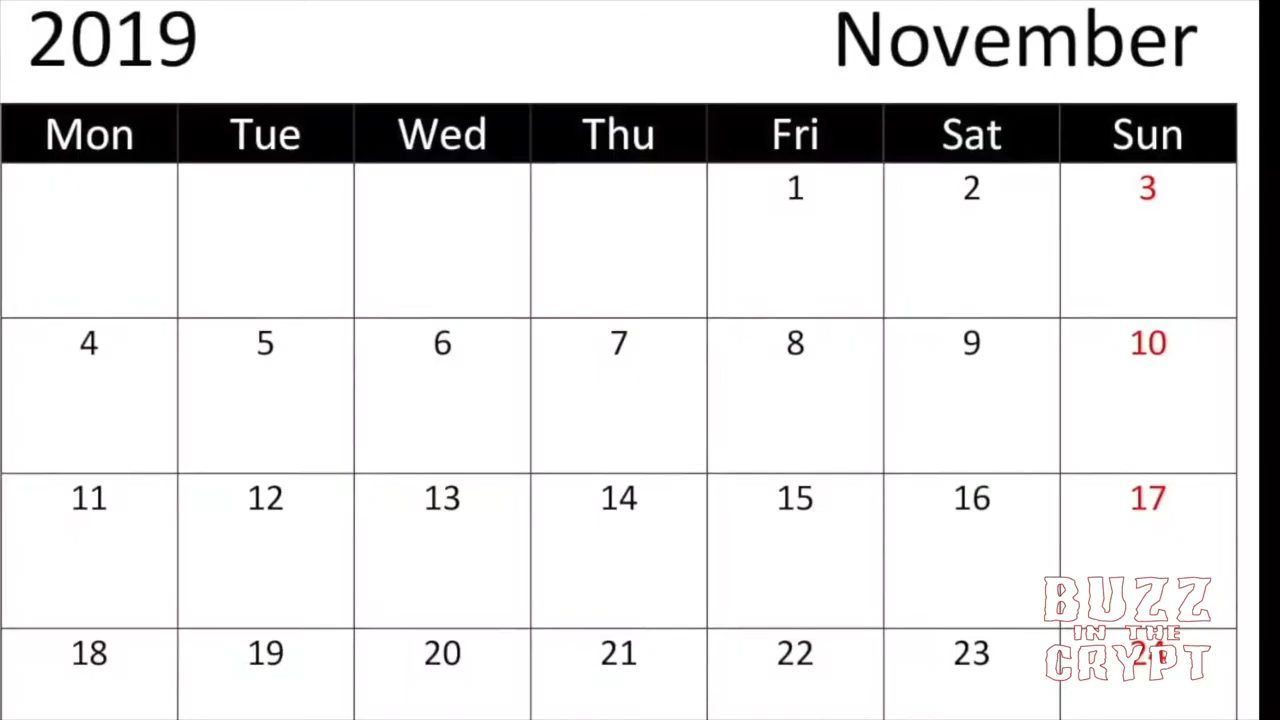 2019 November
Mon Tue Wed Thu Fri Sat Sun
1 2 3
4 5 6 7 8 9 10
11 12 13 14 15 16 17
18 19 20 21 22 23 24
BUZZ
IN THE
CRYPT